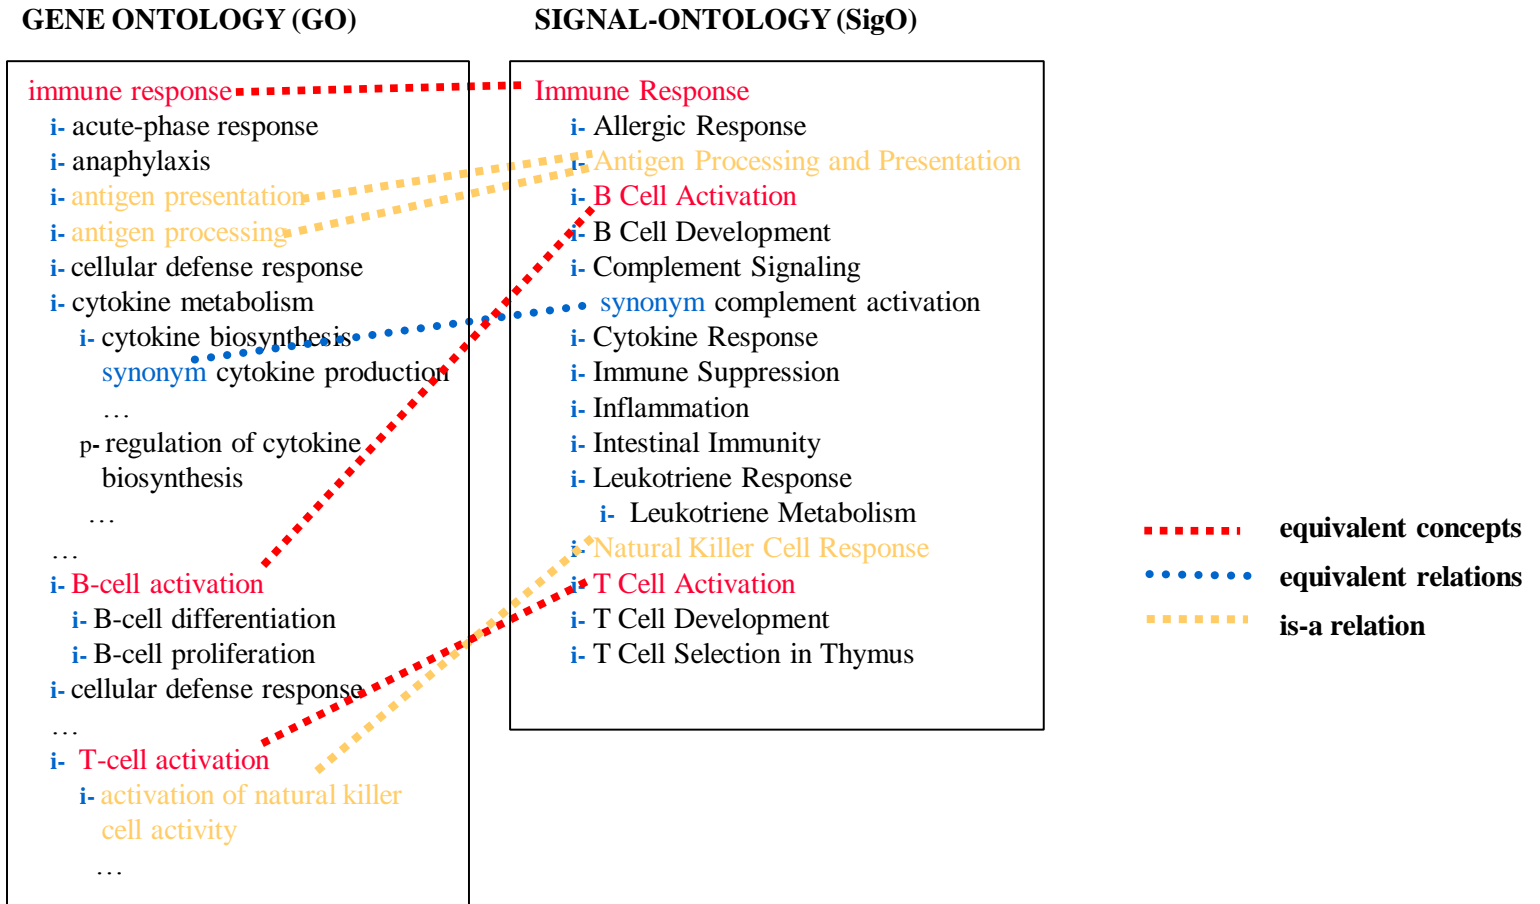 GENE ONTOLOGY (GO)
immune response
i- acute-phase response
i- anaphylaxis
i- antigen presentation
i- antigen processing
i- cellular defense response
i- cytokine metabolism
i- cytokine biosynthesis
synonym cytokine production
…
p- regulation of cytokine
biosynthesis
…
…
i- B-cell activation
i- B-cell differentiation
i- B-cell proliferation
i- cellular defense response
…
i- T-cell activation
i- activation of natural killer
cell activity
…
SIGNAL-ONTOLOGY (SigO)
Immune Response
i- Allergic Response
i- Antigen Processing and Presentation
i- B Cell Activation
i- B Cell Development
i- Complement Signaling
synonym complement activation
i- Cytokine Response
i- Immune Suppression
i- Inflammation
i- Intestinal Immunity
i- Leukotriene Response
i- Leukotriene Metabolism
i- Natural Killer Cell Response
i- T Cell Activation
i- T Cell Development
i- T Cell Selection in Thymus
equivalent concepts
equivalent relations
is-a relation